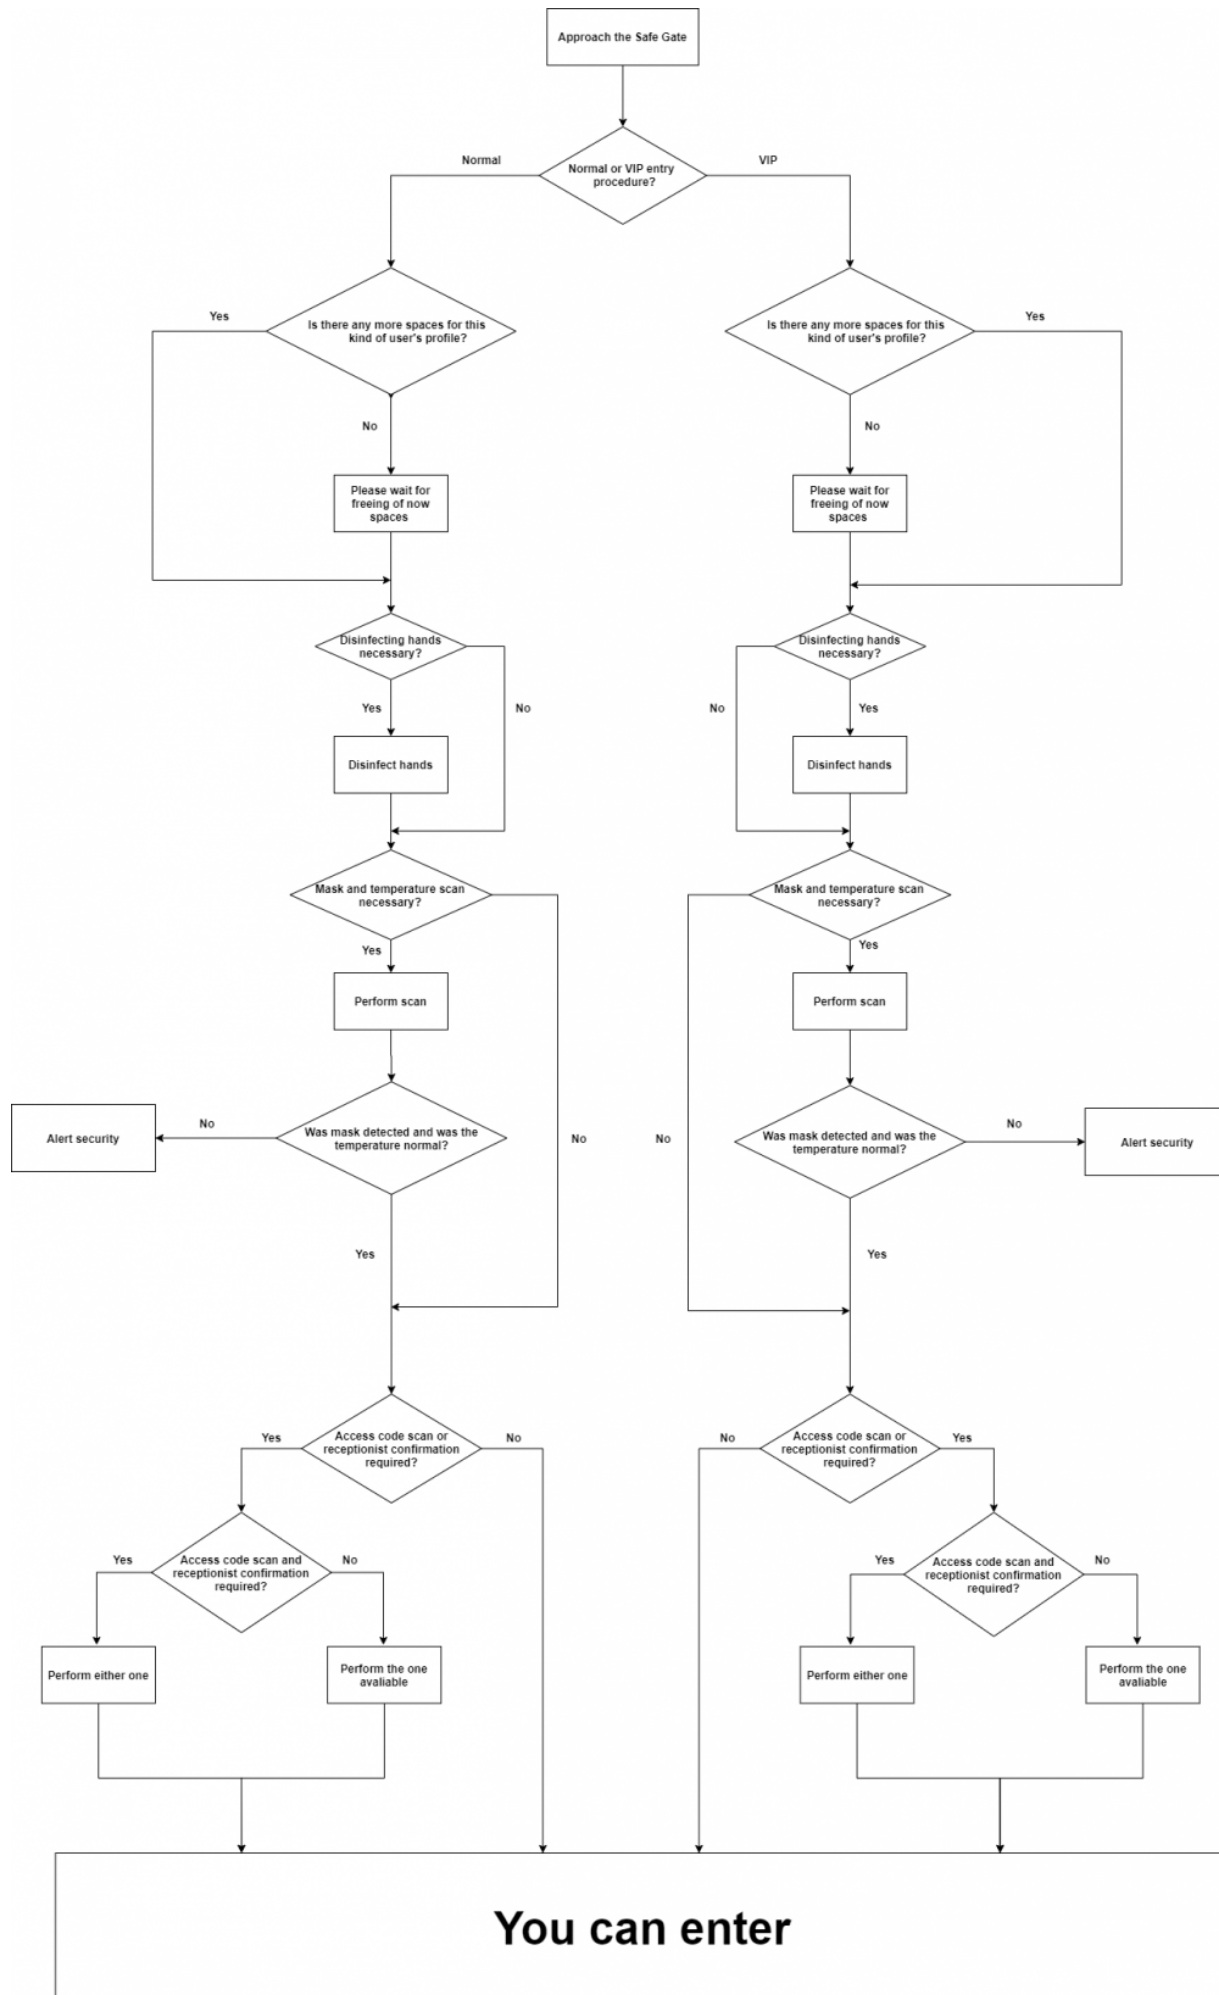 Approach the Safe Gate
Normal
VIP
Normal or VIP entry
procedure?
Yes
Is there any more spaces for this
kind of user's profile?
Is there any more spaces for this
kind of user's profile?
Yes
No
No
Please wait for
freeing of now
spaces
Please wait for
freeing of now
spaces
Disinfecting hands
necessary?
Disinfecting hands
necessary?
Yes
No
No
Yes
Disinfect hands
Disinfect hands
Mask and temperature scan
necessary?
Mask and temperature scan
necessary?
Yes
Yes
Perform scan
Perform scan
Alert security
No
Was mask detected and was the
temperature normal?
No
No
Was mask detected and was the
temperature normal?
No
Alert security
Yes
Yes
Yes
Access code scan or
receptionist confirmation
required?
No
No
Access code scan or
receptionist confirmation
required?
Yes
Yes
Access code scan and
receptionist confirmation
required?
No
Yes
Access code scan and
receptionist confirmation
required?
No
Perform either one
Perform the one
avaliable
Perform either one
Perform the one
avaliable
You can enter